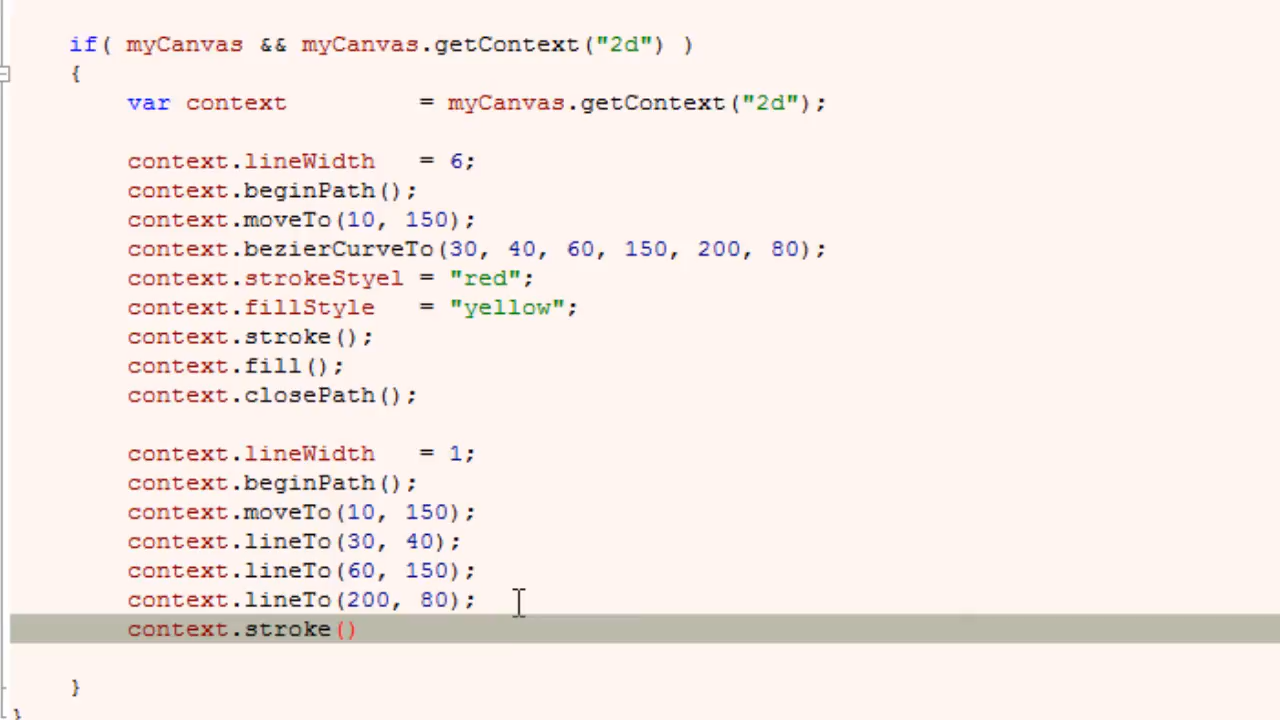 if( myCanvas && myCanvas.getContext("2d") )
{
var context = myCanvas.getContext("2d");
context.lineWidth = 6;
context.beginPath();
context.moveTo(10, 150);
context.bezierCurveTo(30, 40, 60, 150, 200, 80);
context.strokeStyel = "red";
context.fillStyle = "yellow";
context.stroke();
context.fill();
context.closePath();
context.lineWidth = 1;
context.beginPath();
context.moveTo(10, 150);
context.lineTo(30, 40);
context.lineTo(60, 150);
context.lineTo(200, 80);
context.stroke()
}
}